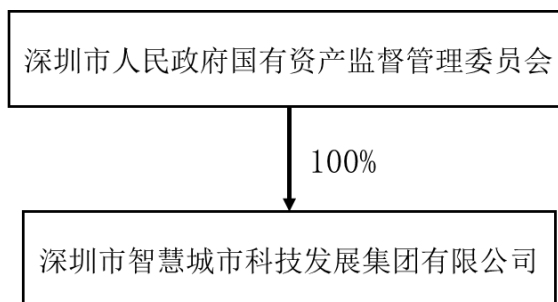 深圳市人民政府国有资产监督管理委员会
100%
深圳市智慧城市科技发展集团有限公司